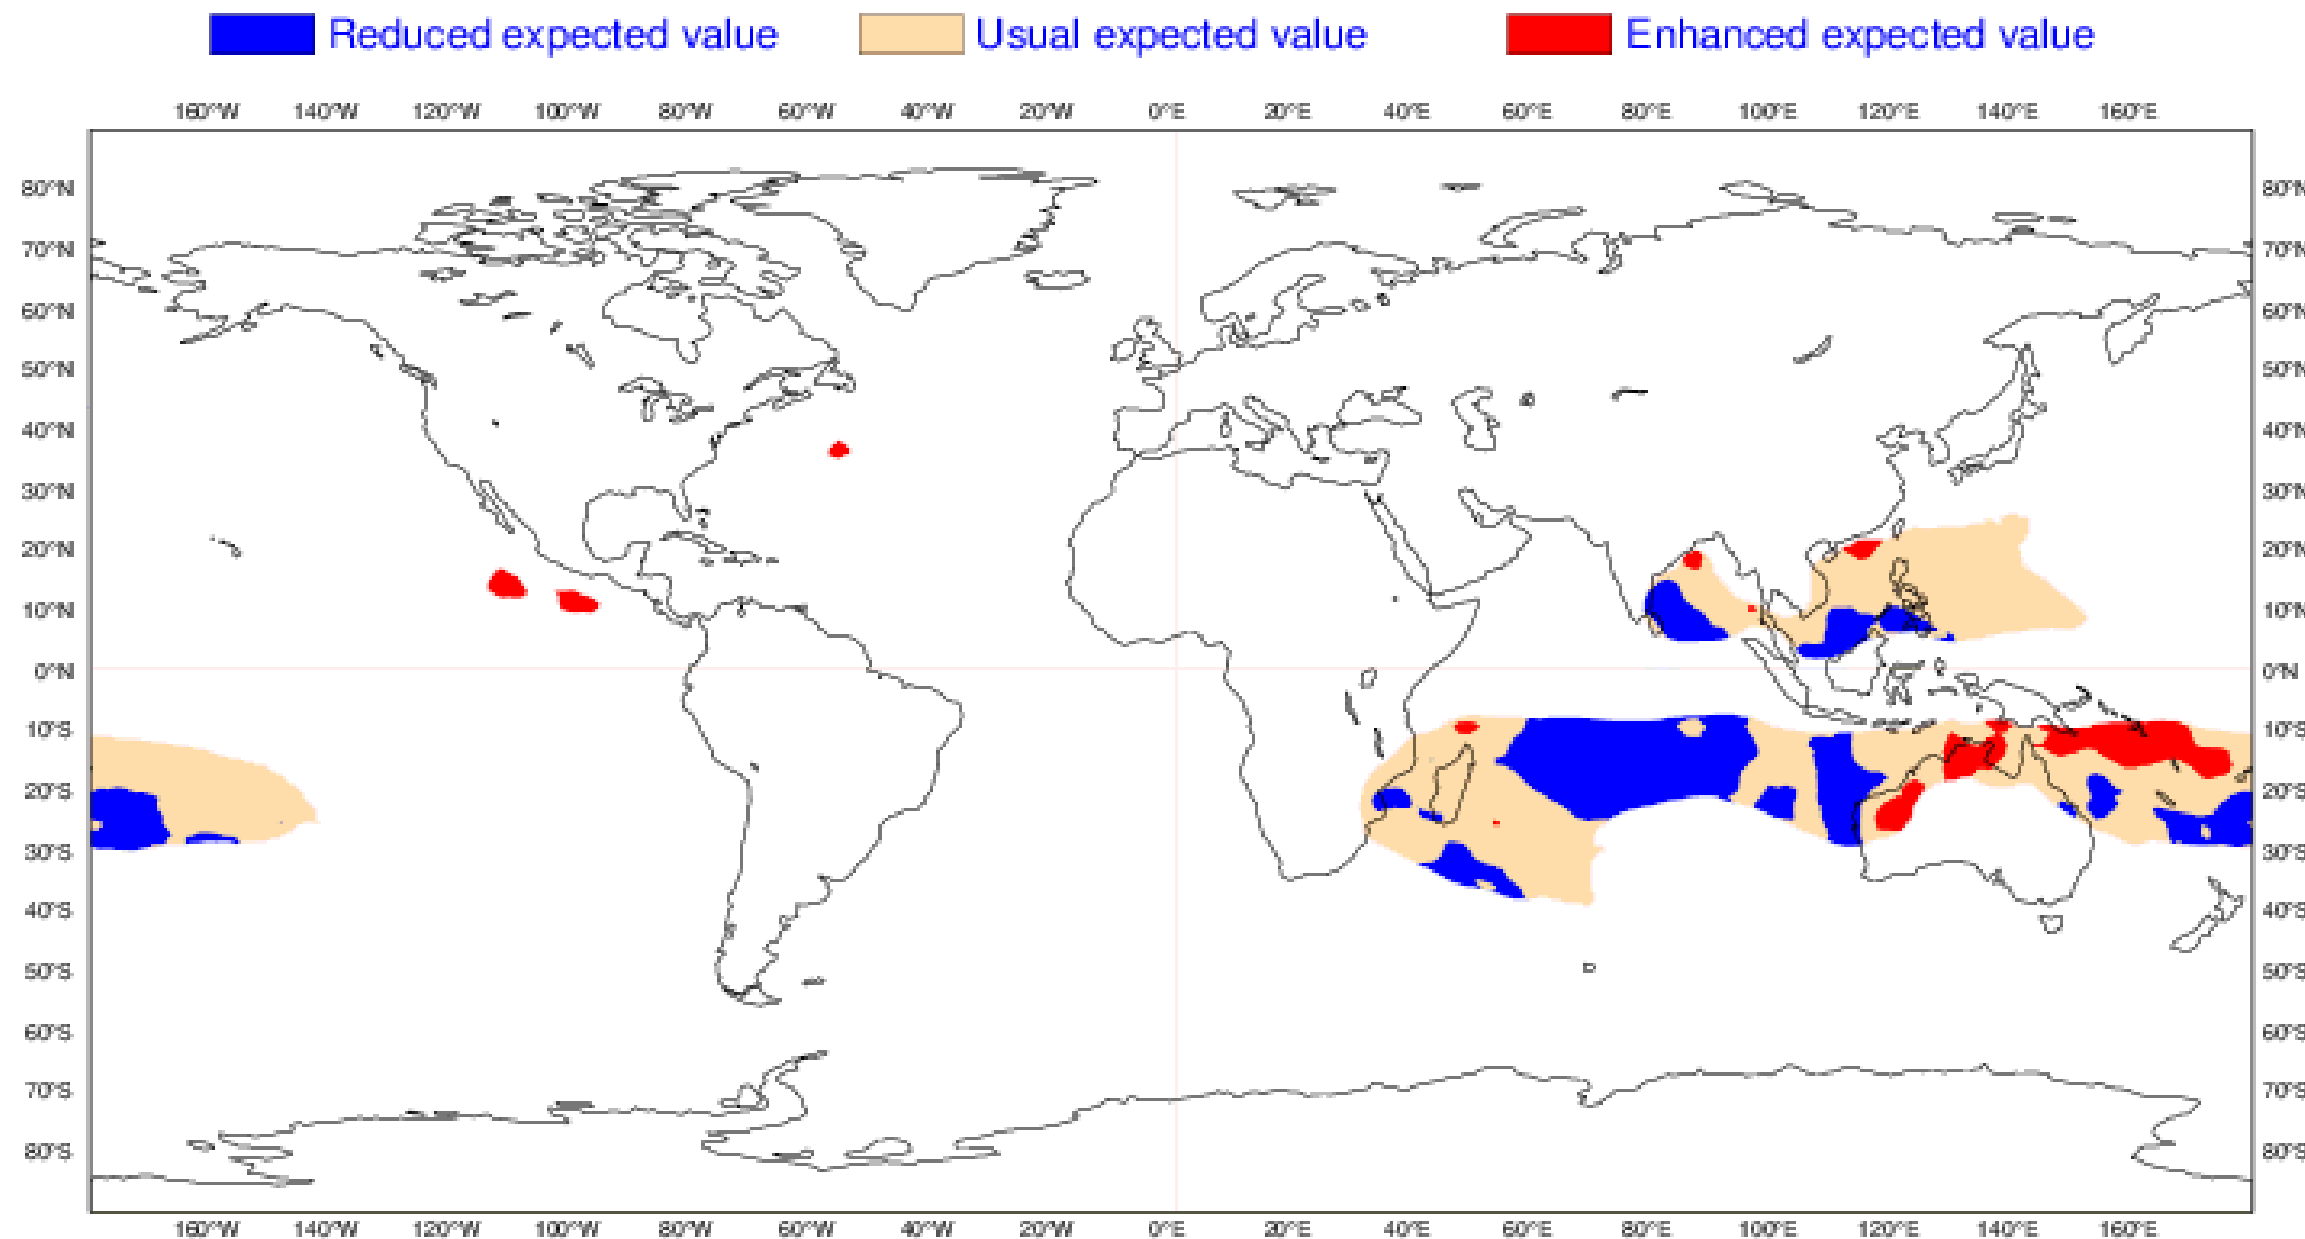 Reduced expected value Usual expected value Enhanced expected value
160°W 140°W 120°W 100°W 80°W 60°W 40°W 20°W 0°E 20°E 40°E 60°E 80°E 100°E 120°E 140°E 160°E
80°N 80°N
70°N 70°N
60°N 60°N
50°N 50°N
40°N 40°N
30°N 30°N
20°N 20°N
10°N 10°N
0°N 0°N
10°S 10°S
20°S 20°S
30°S 30°S
40°S 40°S
50°S 50°S
60°S 60°S
70°S 70°S
80°S 80°S
160°W 140°W 120°W 100°W 80°W 60°W 40°W 20°W 0°E 20°E 40°E 60°E 80°E 100°E 120°E 140°E 160°E